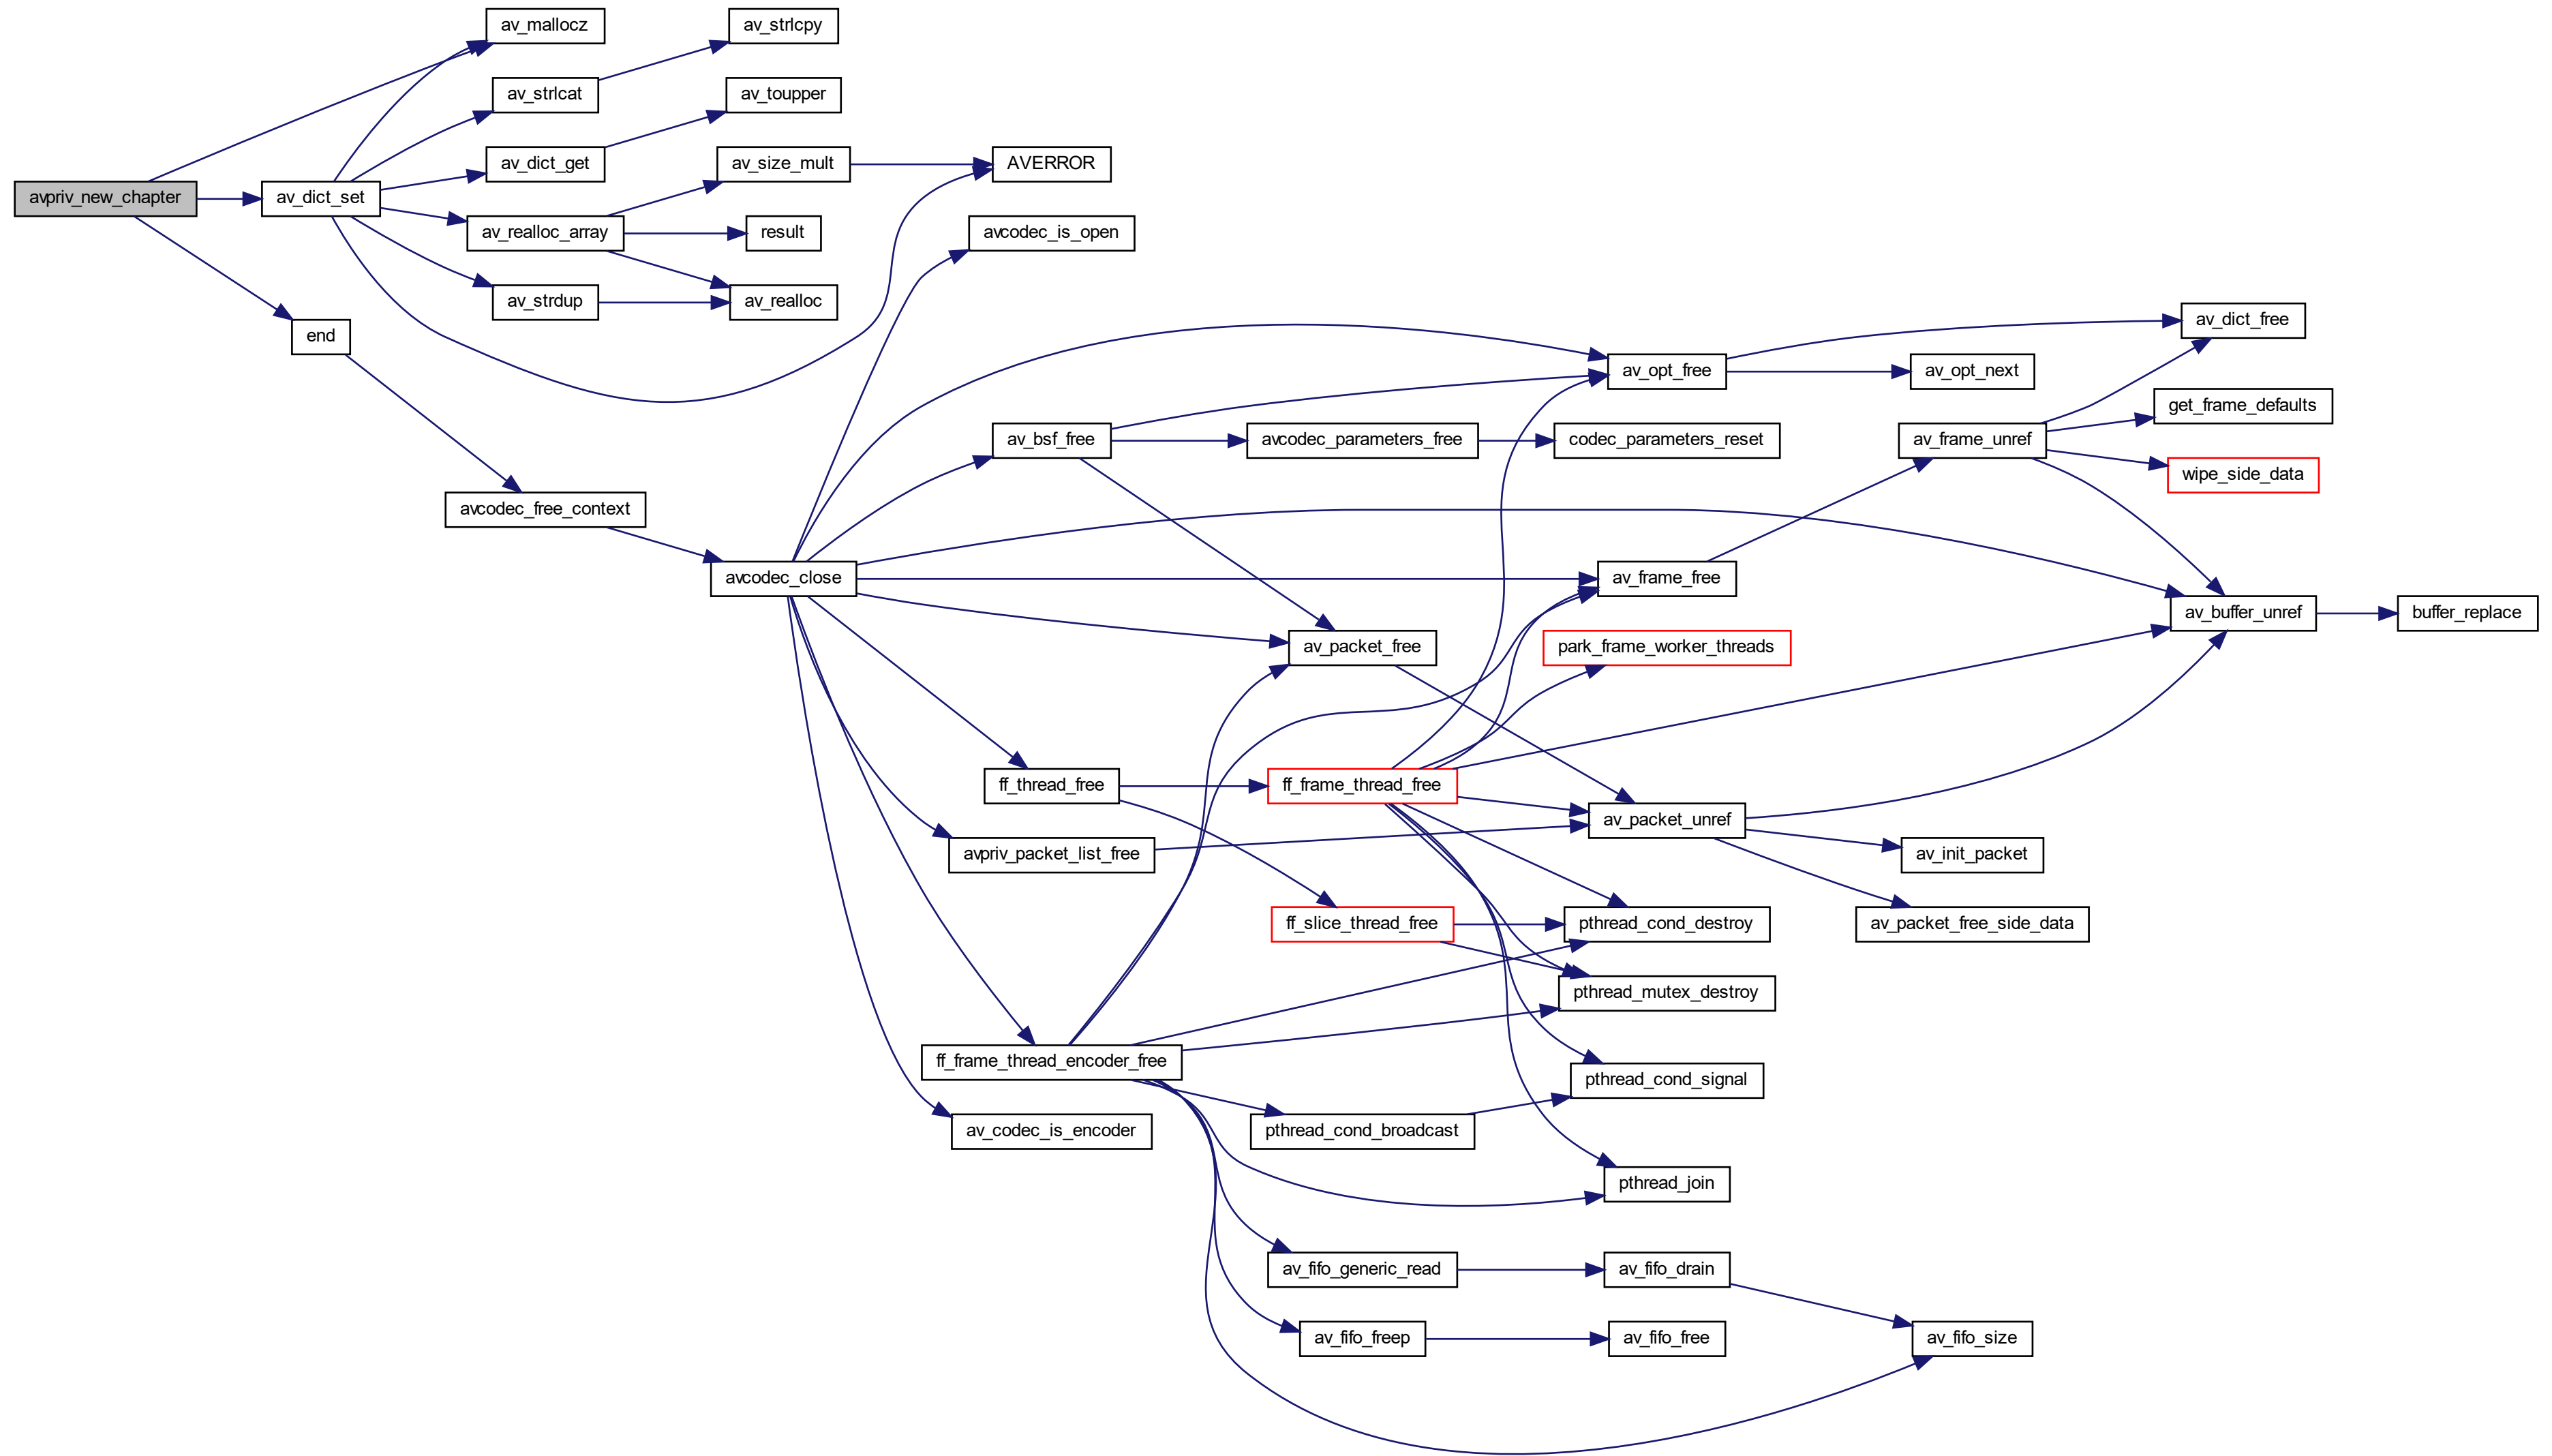 avpriv_new_chapter
av_mallocz
av_strlcpy
av_strlcat
av_toupper
av_dict_get
av_size_mult
AVERROR
av_dict_set
av_realloc_array
result
avcodec_is_open
av_strdup
av_realloc
end
av_dict_free
av_opt_free
av_opt_next
get_frame_defaults
av_bsf_free
avcodec_parameters_free
codec_parameters_reset
av_frame_unref
wipe_side_data
avcodec_free_context
avcodec_close
av_frame_free
av_buffer_unref
buffer_replace
av_packet_free
park_frame_worker_threads
ff_thread_free
ff_frame_thread_free
av_packet_unref
avpriv_packet_list_free
av_init_packet
ff_slice_thread_free
pthread_cond_destroy
av_packet_free_side_data
pthread_mutex_destroy
ff_frame_thread_encoder_free
pthread_cond_signal
av_codec_is_encoder
pthread_cond_broadcast
pthread_join
av_fifo_generic_read
av_fifo_drain
av_fifo_freep
av_fifo_free
av_fifo_size